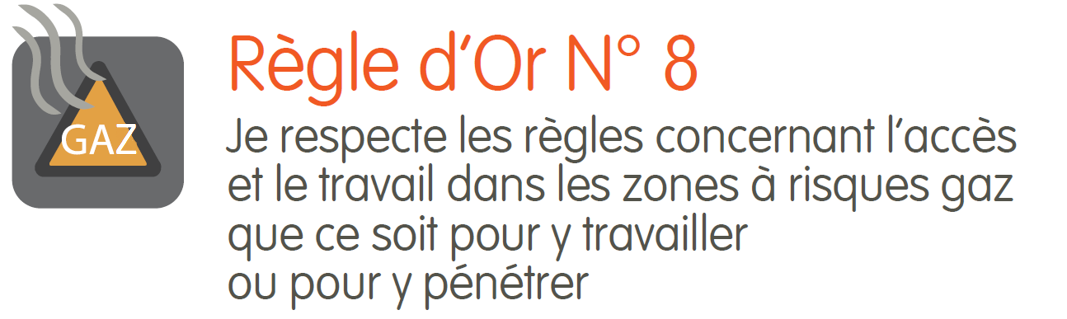 GAZ
Règle d'Or N° 8
Je respecte les règles concernant l'accès
et le travail dans les zones à risques gaz
que ce soit pour y travailler
ou pour y pénétrer